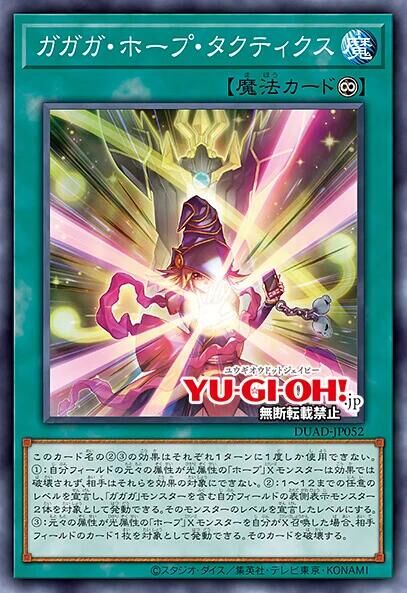 ガガガ・ホープ・タクティクス
魔
【魔法カード】
ユウギオウドットジェイピー
YU-GI-OH!.jp
無断転載禁止
DUAD-JP052
このカード名の②③の効果はそれぞれ1ターンに1度しか使用できない。
①：自分フィールドの元々の属性が光属性の「ホープ」Xモンスターは効果では
破壊されず、相手はそれらを効果の対象にできない。②：1~12までの任意の
レベルを宣言し、「ガガガ」モンスターを含む自分フィールドの表側表示モンスター
2体を対象として発動できる。そのモンスターのレベルを宣言したレベルにする。
③：元々の属性が光属性の「ホープ」Xモンスターを自分がX召喚した場合、相手
フィールドのカード1枚を対象として発動できる。そのカードを破壊する。
©スタジオ・ダイス／集英社・テレビ東京・KONAMI